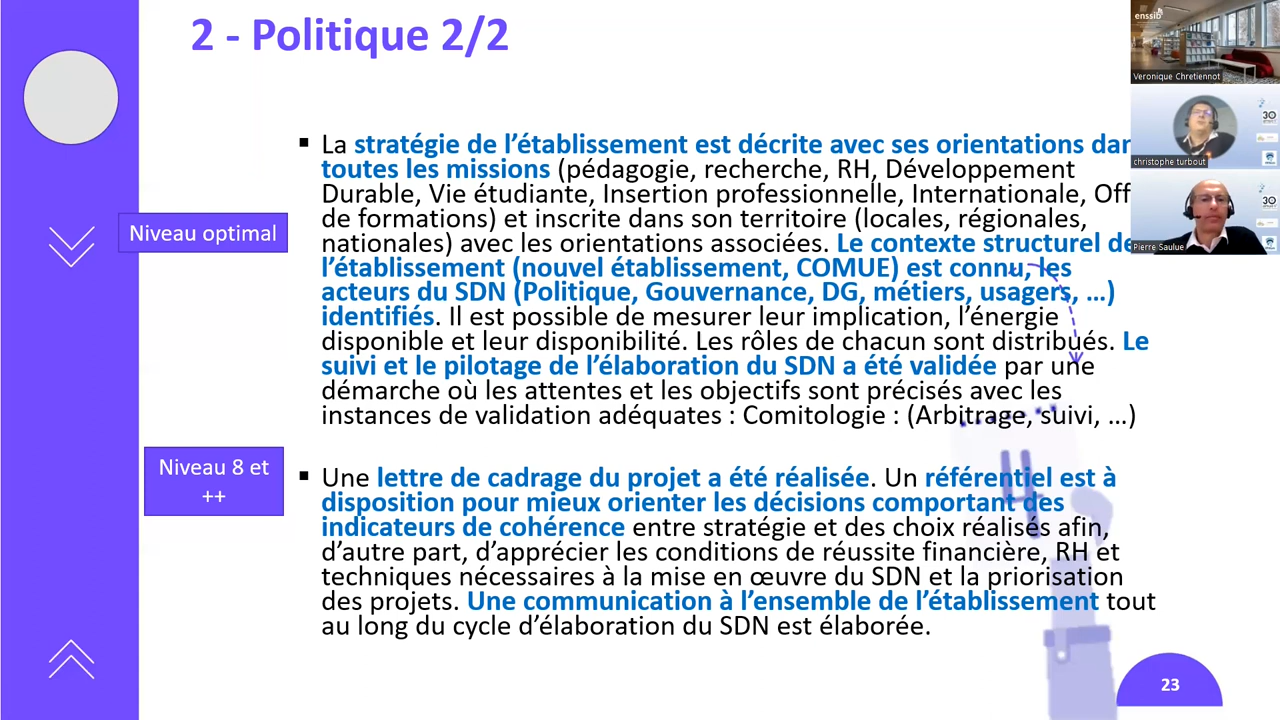 2 - Politique 2/2
▪ La stratégie de l’établissement est décrite avec ses orientations dan
toutes les missions (pédagogie, recherche, RH, Développement
Durable, Vie étudiante, Insertion professionnelle, Internationale, Off
de formations) et inscrite dans son territoire (locales, régionales,
nationales) avec les orientations associées. Le contexte structurel de
l’établissement (nouvel établissement, COMUE) est connu, les
acteurs du SDN (Politique, Gouvernance, DG, métiers, usagers, …)
identifiés. Il est possible de mesurer leur implication, l’énergie
disponible et leur disponibilité. Les rôles de chacun sont distribués. Le
suivi et le pilotage de l’élaboration du SDN a été validée par une
démarche où les attentes et les objectifs sont précisés avec les
instances de validation adéquates : Comitologie : (Arbitrage, suivi, …)
Niveau optimal
Niveau 8 et
++
▪ Une lettre de cadrage du projet a été réalisée. Un référentiel est à
disposition pour mieux orienter les décisions comportant des
indicateurs de cohérence entre stratégie et des choix réalisés afin,
d’autre part, d’apprécier les conditions de réussite financière, RH et
techniques nécessaires à la mise en œuvre du SDN et la priorisation
des projets. Une communication à l’ensemble de l’établissement tout
au long du cycle d’élaboration du SDN est élaborée.
23
enssib
Veronique Chretiennot
30
christophe turbout
30
Pierre Saulue